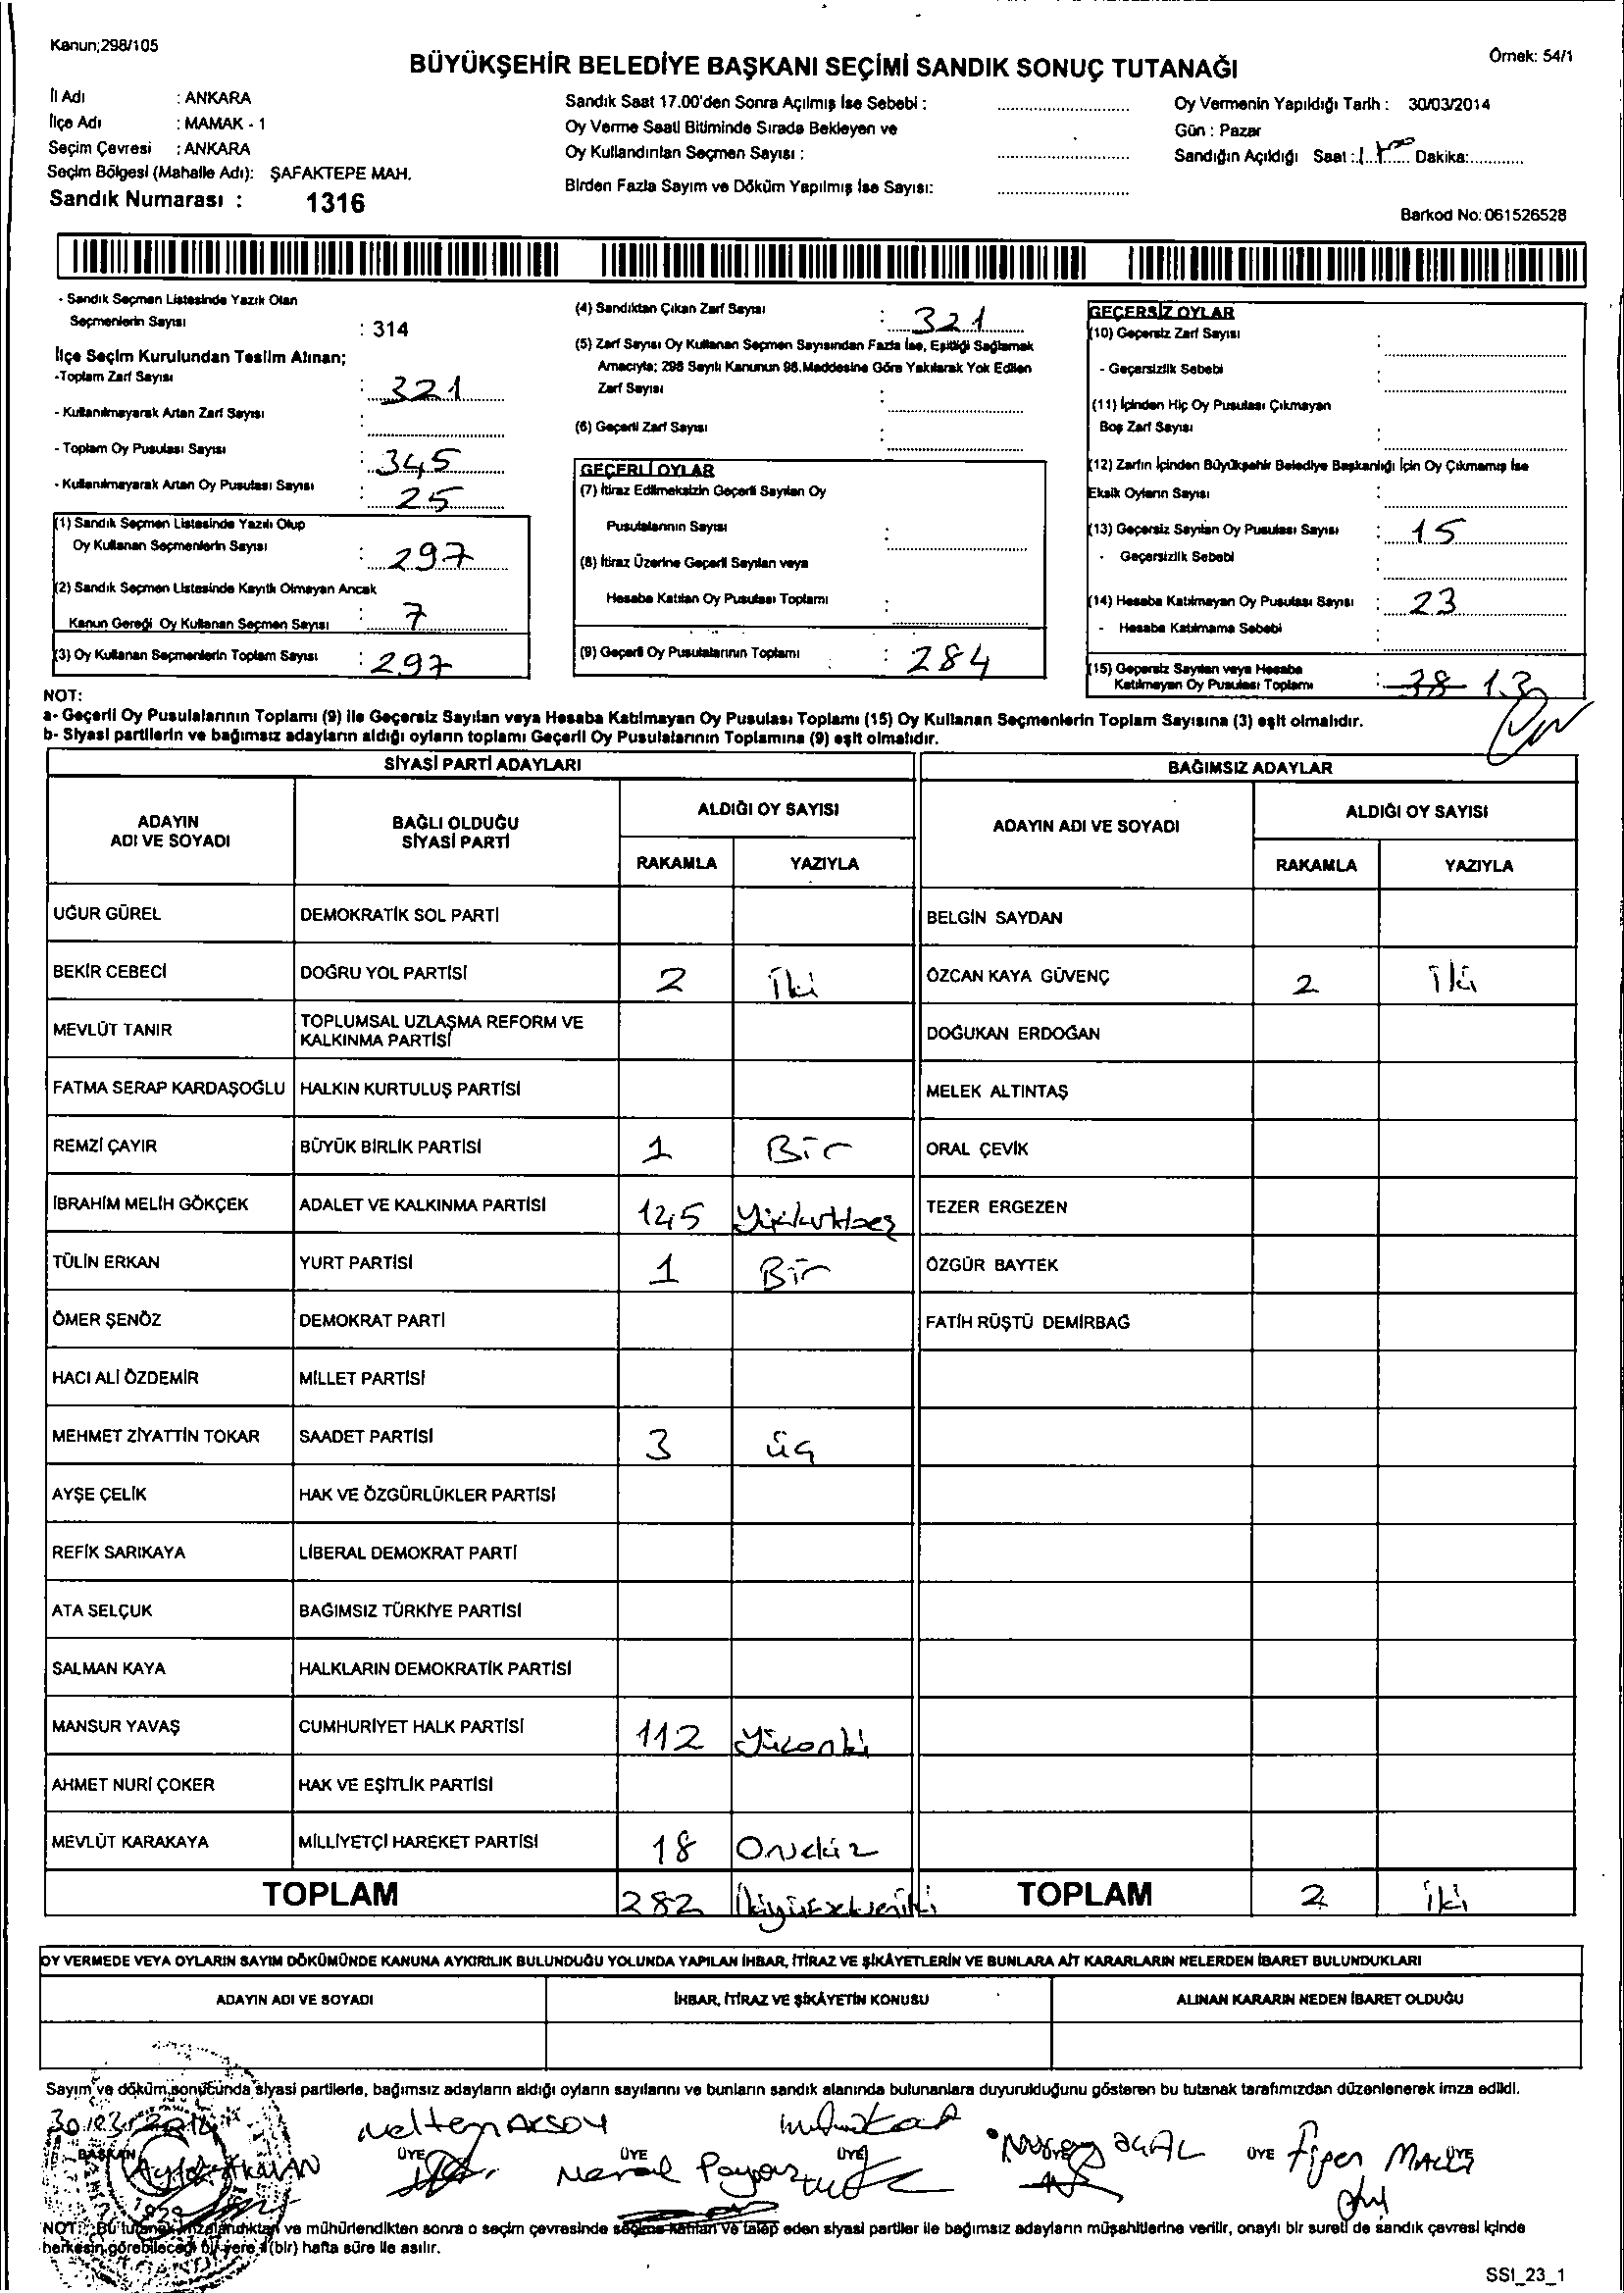 Kanun;298/105
Örnek: 54/1
BÜYÜKŞEHİR BELEDİYE BAŞKANI SEÇİMİ SANDIK SONUÇ TUTANAĞI
İl Adı : ANKARA
İlçe Adı : MAMAK - 1
Seçim Çevresi : ANKARA
Seçim Bölgesi (Mahalle Adı): ŞAFAKTEPE MAH.
Sandık Numarası : 1316
Sandık Saat 17.00'den Sonra Açılmış İse Sebebi :
Oy Verme Saati Bitiminde Sırada Bekleyen ve
Oy Kullandırılan Seçmen Sayısı :
Birden Fazla Sayım ve Döküm Yapılmış İse Sayısı:
Oy Vermenin Yapıldığı Tarih : 30/03/2014
Gün : Pazar
Sandığın Açıldığı Saat : Dakika:
Barkod No: 061526528
- Sandık Seçmen Listesinde Yazılı Olan
Seçmenlerin Sayısı : 314
İlçe Seçim Kurulundan Teslim Alınan;
-Toplam Zarf Sayısı : 321
- Kullanılmayarak Artan Zarf Sayısı :
- Toplam Oy Pusulası Sayısı : 345
- Kullanılmayarak Artan Oy Pusulası Sayısı : 25
(1) Sandık Seçmen Listesinde Yazılı Olup
Oy Kullanan Seçmenlerin Sayısı : 297
(2) Sandık Seçmen Listesinde Kayıtlı Olmayan Ancak
Kanun Gereği Oy Kullanan Seçmen Sayısı : 7
(3) Oy Kullanan Seçmenlerin Toplam Sayısı : 297
(4) Sandıktan Çıkan Zarf Sayısı : 321
(5) Zarf Sayısı Oy Kullanan Seçmen Sayısından Fazla İse, Eşitliği Sağlamak
Amacıyla; 298 Sayılı Kanunun 98.Maddesine Göre Yakılarak Yok Edilen
Zarf Sayısı :
(6) Geçerli Zarf Sayısı :
GEÇERLİ OYLAR
(7) İtiraz Edilmeksizin Geçerli Sayılan Oy
Pusulalarının Sayısı :
(8) İtiraz Üzerine Geçerli Sayılan veya
Hesaba Katılan Oy Pusulası Toplamı :
(9) Geçerli Oy Pusulalarının Toplamı : 284
GEÇERSİZ OYLAR
(10) Geçersiz Zarf Sayısı :
- Geçersizlik Sebebi :
(11) İçinden Hiç Oy Pusulası Çıkmayan
Boş Zarf Sayısı :
(12) Zarfın İçinden Büyükşehir Belediye Başkanlığı İçin Oy Çıkmamış İse
Eksik Oyların Sayısı :
(13) Geçersiz Sayılan Oy Pusulası Sayısı : 15
- Geçersizlik Sebebi :
(14) Hesaba Katılmayan Oy Pusulası Sayısı : 23
- Hesaba Katılmama Sebebi :
(15) Geçersiz Sayılan veya Hesaba
Katılmayan Oy Pusulası Toplamı : 38 13
NOT:
a- Geçerli Oy Pusulalarının Toplamı (9) ile Geçersiz Sayılan veya Hesaba Katılmayan Oy Pusulası Toplamı (15) Oy Kullanan Seçmenlerin Toplam Sayısına (3) eşit olmalıdır.
b- Siyasi partilerin ve bağımsız adayların aldığı oyların toplamı Geçerli Oy Pusulalarının Toplamına (9) eşit olmalıdır.
SİYASİ PARTİ ADAYLARI
BAĞIMSIZ ADAYLAR
ADAYIN ADI VE SOYADI
BAĞLI OLDUĞU SİYASİ PARTİ
ALDIĞI OY SAYISI
RAKAMLA YAZIYLA
ADAYIN ADI VE SOYADI
ALDIĞI OY SAYISI
RAKAMLA YAZIYLA
UĞUR GÜREL DEMOKRATİK SOL PARTİ BELGİN SAYDAN
BEKİR CEBECİ DOĞRU YOL PARTİSİ 2 İki ÖZCAN KAYA GÜVENÇ 2 İki
MEVLÜT TANIR TOPLUMSAL UZLAŞMA REFORM VE KALKINMA PARTİSİ DOĞUKAN ERDOĞAN
FATMA SERAP KARDAŞOĞLU HALKIN KURTULUŞ PARTİSİ MELEK ALTINTAŞ
REMZİ ÇAYIR BÜYÜK BİRLİK PARTİSİ 1 Bir ORAL ÇEVİK
İBRAHİM MELİH GÖKÇEK ADALET VE KALKINMA PARTİSİ 145 TEZER ERGEZEN
TÜLİN ERKAN YURT PARTİSİ 1 Bir ÖZGÜR BAYTEK
ÖMER ŞENÖZ DEMOKRAT PARTİ FATİH RÜŞTÜ DEMİRBAĞ
HACI ALİ ÖZDEMİR MİLLET PARTİSİ
MEHMET ZİYATTİN TOKAR SAADET PARTİSİ 3 üç
AYŞE ÇELİK HAK VE ÖZGÜRLÜKLER PARTİSİ
REFİK SARIKAYA LİBERAL DEMOKRAT PARTİ
ATA SELÇUK BAĞIMSIZ TÜRKİYE PARTİSİ
SALMAN KAYA HALKLARIN DEMOKRATİK PARTİSİ
MANSUR YAVAŞ CUMHURİYET HALK PARTİSİ 112 Yüzonİki
AHMET NURİ ÇOKER HAK VE EŞİTLİK PARTİSİ
MEVLÜT KARAKAYA MİLLİYETÇİ HAREKET PARTİSİ 18 Onsekiz
TOPLAM 282 İkiyüzsekseniki TOPLAM 2 iki
OY VERMEDE VEYA OYLARIN SAYIM DÖKÜMÜNDE KANUNA AYKIRILIK BULUNDUĞU YOLUNDA YAPILAN İHBAR, İTİRAZ VE ŞİKÂYETLERİN VE BUNLARA AİT KARARLARIN NELERDEN İBARET BULUNDUKLARI
ADAYIN ADI VE SOYADI İHBAR, İTİRAZ VE ŞİKÂYETİN KONUSU ALINAN KARARIN NEDEN İBARET OLDUĞU
Sayım ve döküm sonucunda siyasi partilerle, bağımsız adayların aldığı oyların sayılarını ve bunların sandık alanında bulunanlara duyurulduğunu gösteren bu tutanak tarafımızdan düzenlenerek imza edildi.
30/03/2014 Meltem AKSOY
BAŞKAN ÜYE ÜYE ÜYE ÜYE ÜYE
Meral
NOT: Bu tutanak imzalandıktan ve mühürlendikten sonra o seçim çevresinde seçime katılan ve talep eden siyasi partiler ile bağımsız adayların müşahitlerine verilir, onaylı bir sureti de sandık çevresi içinde
herkesin görebileceği bir yere 1(bir) hafta süre ile asılır.
SSI_23_1